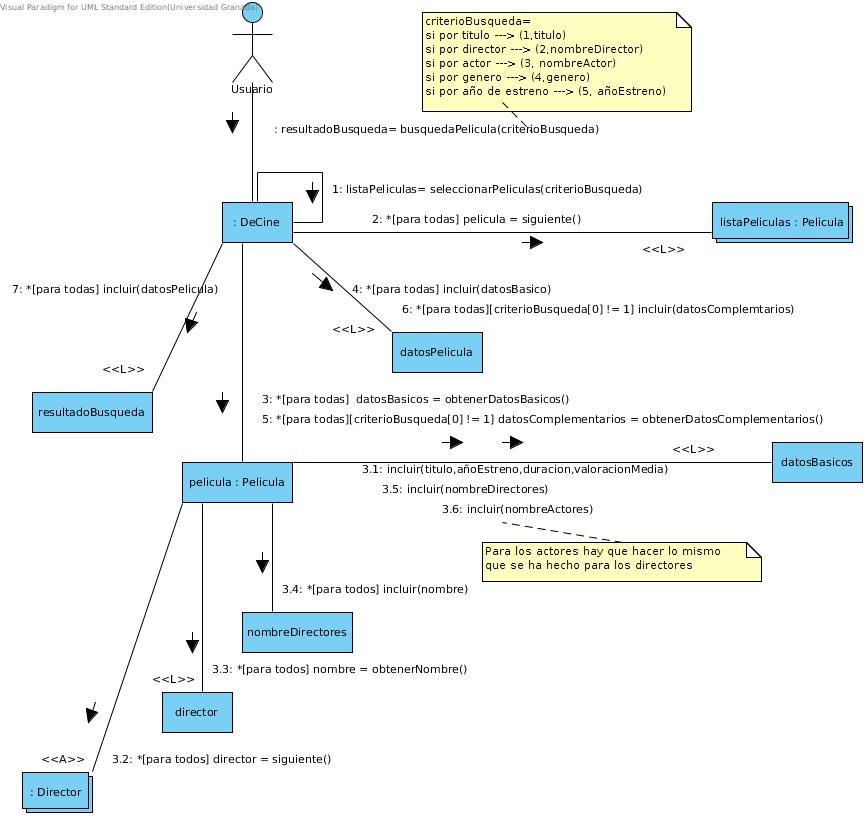 Visual Paradigm for UML Standard Edition(Universidad Granada)
criterioBusqueda=
si por titulo ---> (1,titulo)
si por director ---> (2,nombreDirector)
si por actor ---> (3, nombreActor)
si por genero ---> (4,genero)
si por año de estreno ---> (5, añoEstreno)
Usuario
: resultadoBusqueda= busquedaPelicula(criterioBusqueda)
1: listaPeliculas= seleccionarPeliculas(criterioBusqueda)
: DeCine
2: *[para todas] pelicula = siguiente()
listaPeliculas : Pelicula
<<L>>
7: *[para todas] incluir(datosPelicula)
4: *[para todas] incluir(datosBasico)
6: *[para todas][criterioBusqueda[0] != 1] incluir(datosComplemtarios)
<<L>>
datosPelicula
<<L>>
resultadoBusqueda
3: *[para todas]  datosBasicos = obtenerDatosBasicos()
5: *[para todas][criterioBusqueda[0] != 1] datosComplementarios = obtenerDatosComplementarios()
<<L>>
datosBasicos
3.1: incluir(titulo,añoEstreno,duracion,valoracionMedia)
pelicula : Pelicula
3.5: incluir(nombreDirectores)
3.6: incluir(nombreActores)
Para los actores hay que hacer lo mismo
que se ha hecho para los directores
3.4: *[para todos] incluir(nombre)
nombreDirectores
3.3: *[para todos] nombre = obtenerNombre()
<<L>>
director
<<A>>
3.2: *[para todos] director = siguiente()
: Director